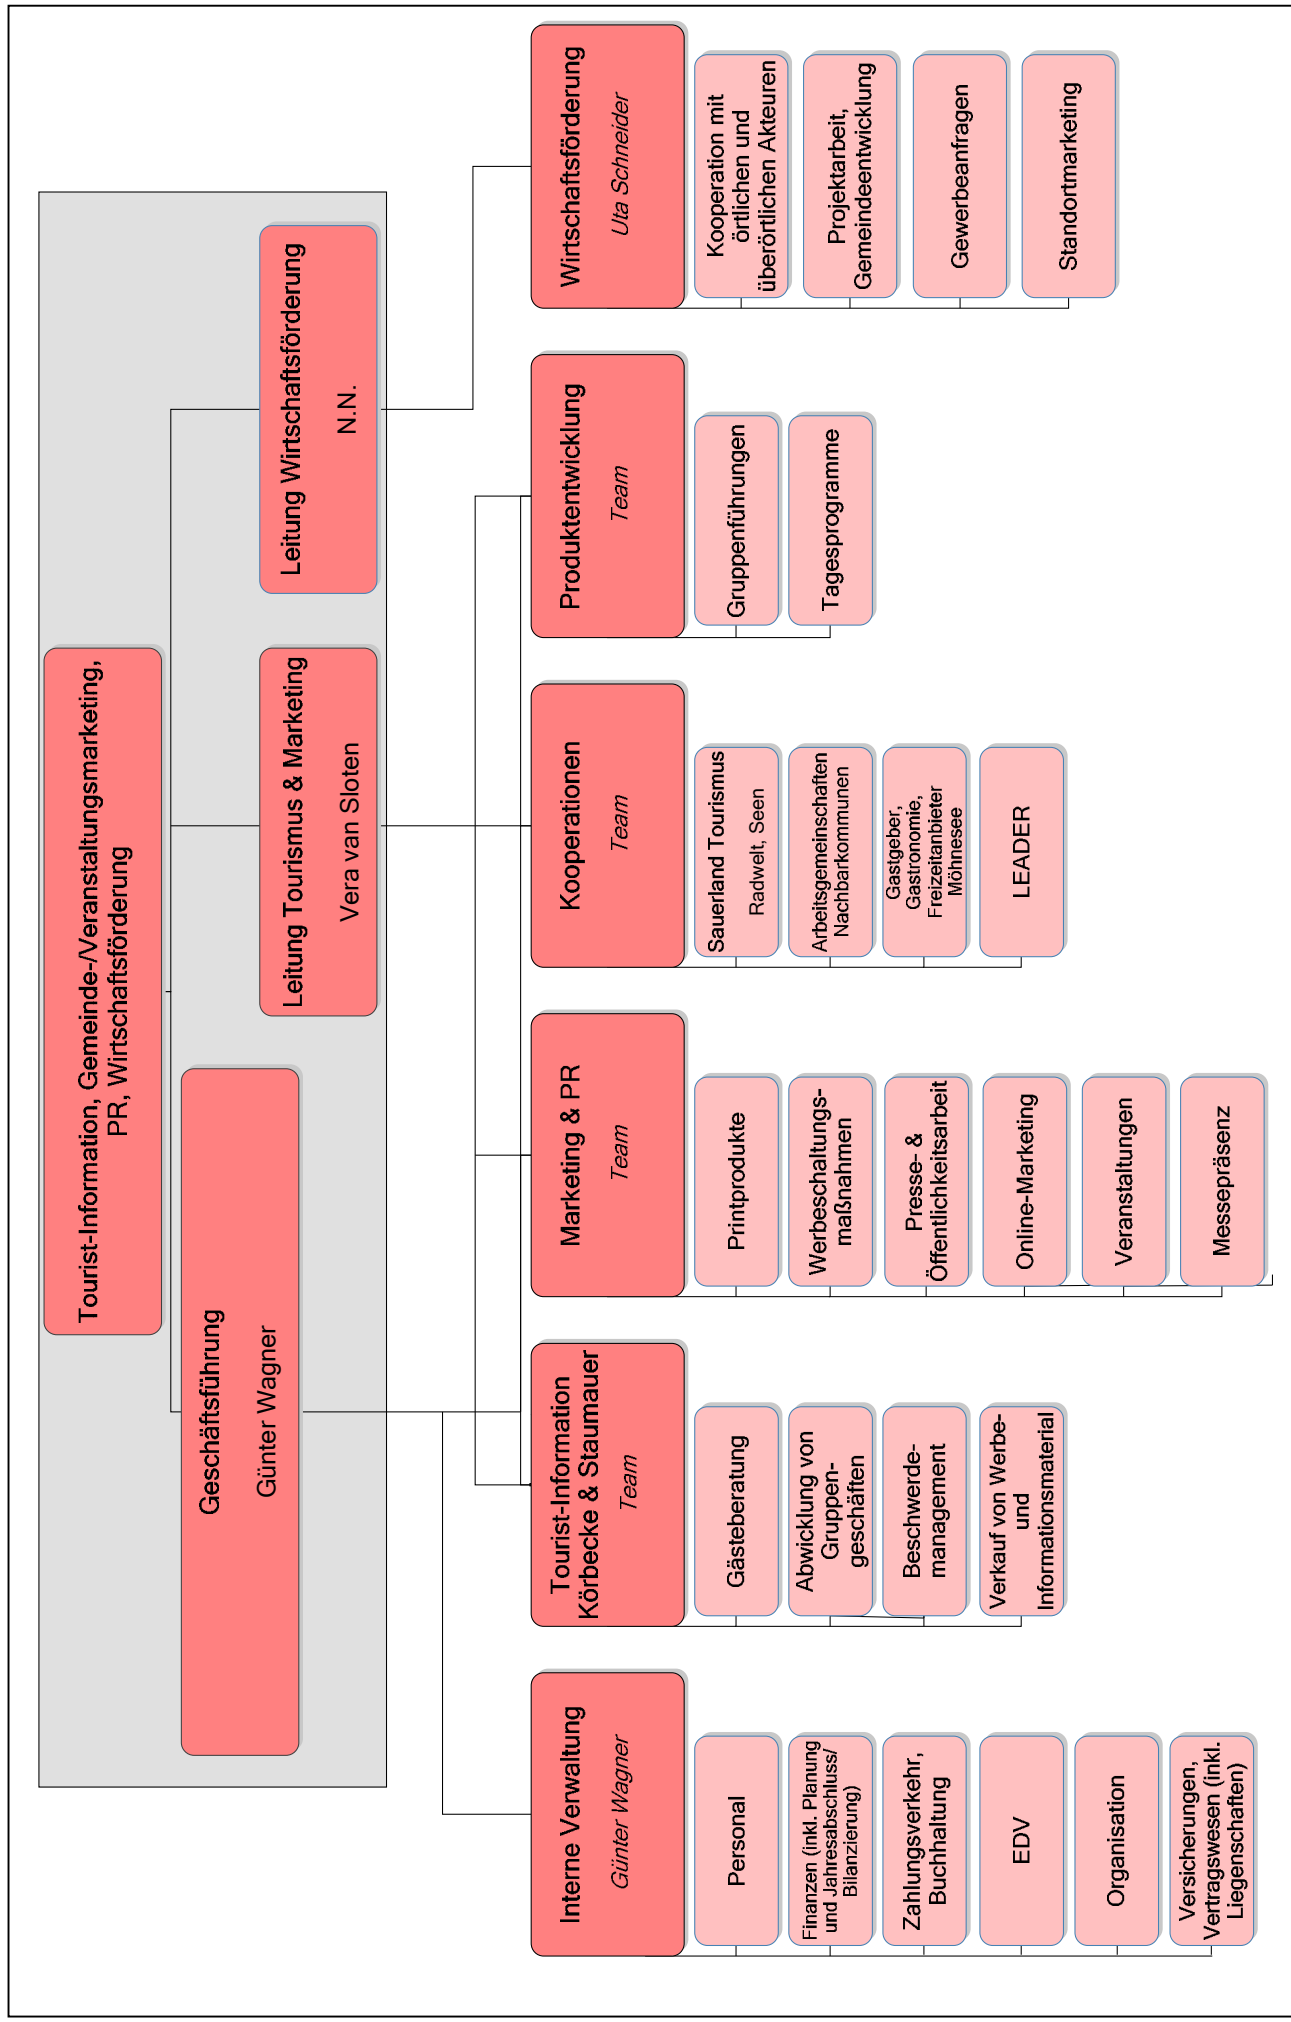 Tourist-Information, Gemeinde-/Veranstaltungsmarketing,
PR, Wirtschaftsförderung
Geschäftsführung
Günter Wagner
Leitung Tourismus & Marketing
Vera van Sloten
Leitung Wirtschaftsförderung
N.N.
Interne Verwaltung
Günter Wagner
Personal
Finanzen (inkl. Planung
und Jahresabschluss/
Bilanzierung)
Zahlungsverkehr,
Buchhaltung
EDV
Organisation
Versicherungen,
Vertragswesen (inkl.
Liegenschaften)
Tourist-Information
Körbecke & Staumauer
Team
Gästeberatung
Abwicklung von
Gruppen-
geschäften
Beschwerde-
management
Verkauf von Werbe-
und
Informationsmaterial
Marketing & PR
Team
Printprodukte
Werbeschaltungs-
maßnahmen
Presse- &
Öffentlichkeitsarbeit
Online-Marketing
Veranstaltungen
Messepräsenz
Kooperationen
Team
Sauerland Tourismus
Radwelt, Seen
Arbeitsgemeinschaften
Nachbarkommunen
Gastgeber,
Gastronomie,
Freizeitanbieter
Möhnesee
LEADER
Produktentwicklung
Team
Gruppenführungen
Tagesprogramme
Wirtschaftsförderung
Uta Schneider
Kooperation mit
örtlichen und
überörtlichen Akteuren
Projektarbeit,
Gemeindeentwicklung
Gewerbeanfragen
Standortmarketing